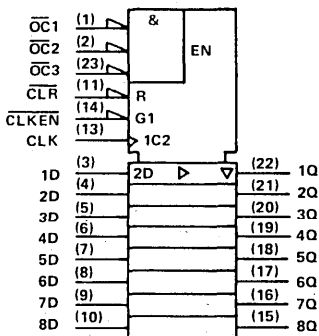 OC1 (1) &
OC2 (2) EN
OC3 (23)
CLR (11) R
CLKEN (14) G1
CLK (13) 1C2
1D (3) 2D ▷ ▽ (22) 1Q
2D (4) (21) 2Q
3D (5) (20) 3Q
4D (6) (19) 4Q
5D (7) (18) 5Q
6D (8) (17) 6Q
7D (9) (16) 7Q
8D (10) (15) 8Q